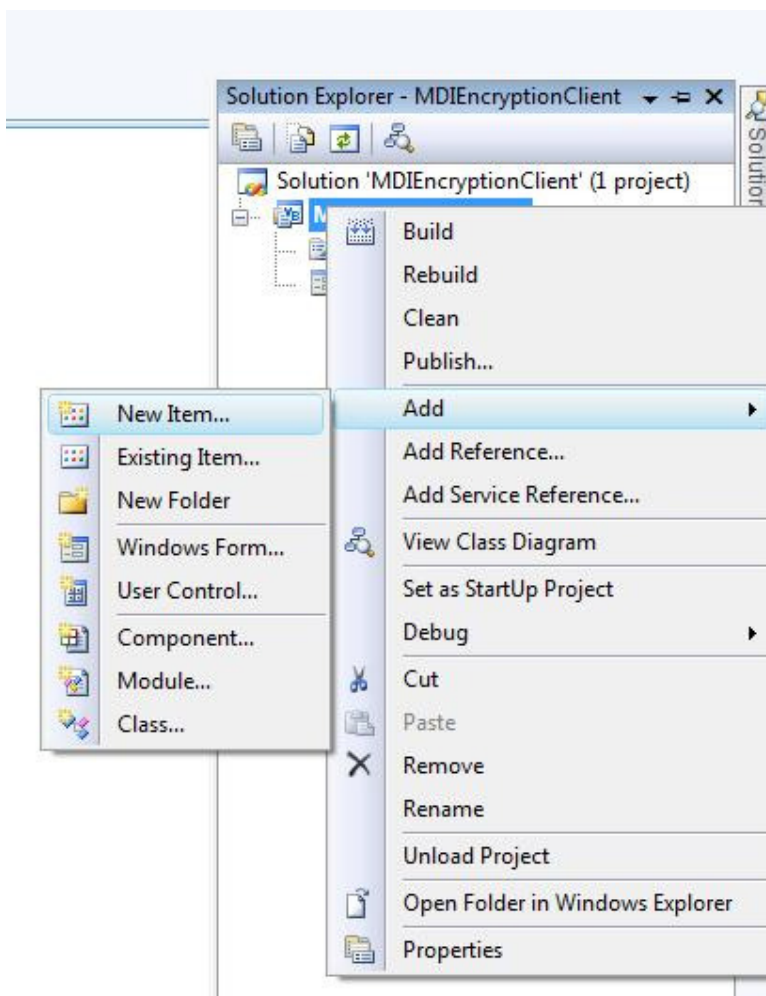 Solution Explorer - MDIEncryptionClient
Solution 'MDIEncryptionClient' (1 project)
Build
Rebuild
Clean
Publish...
Add
Add Reference...
Add Service Reference...
View Class Diagram
Set as StartUp Project
Debug
Cut
Paste
Remove
Rename
Unload Project
Open Folder in Windows Explorer
Properties
New Item...
Existing Item...
New Folder
Windows Form...
User Control...
Component...
Module...
Class...